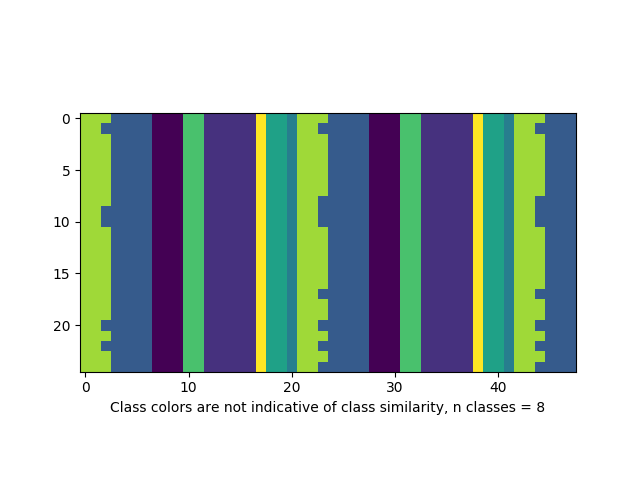 0
5
10
15
20
0 10 20 30 40
Class colors are not indicative of class similarity, n classes = 8